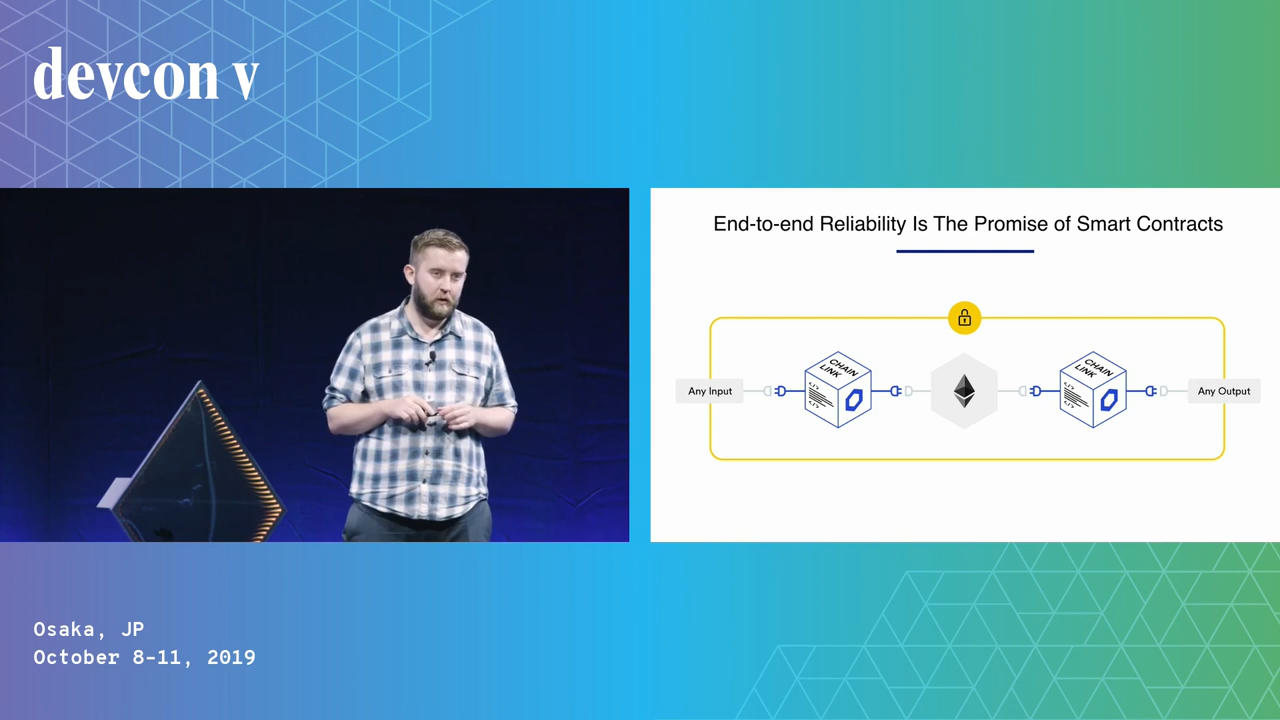 devcon v
End-to-end Reliability Is The Promise of Smart Contracts
Any Input
CHAIN
LINK
</>
</>
CHAIN
LINK
</>
</>
Any Output
Osaka, JP
October 8-11, 2019